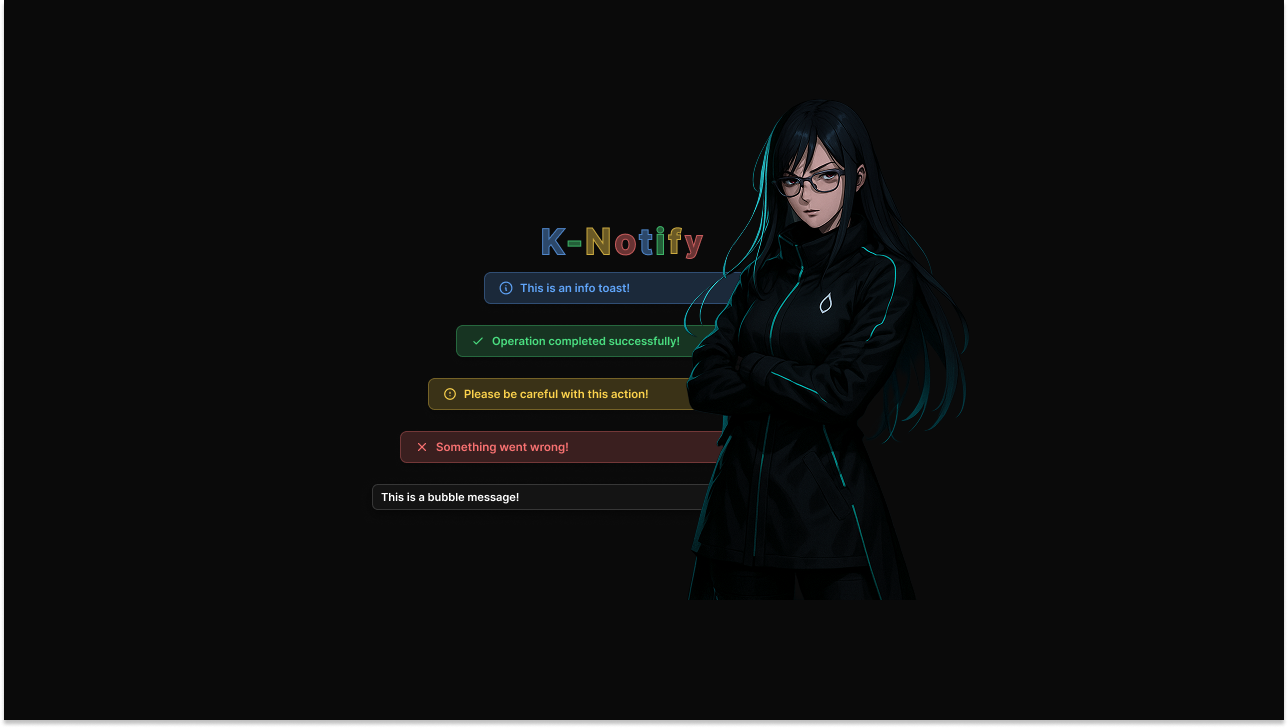 K-Notify
This is an info toast!
Operation completed successfully!
Please be careful with this action!
Something went wrong!
This is a bubble message!